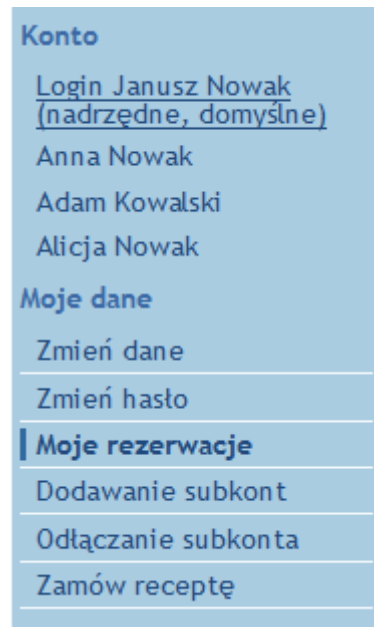 Konto
Login Janusz Nowak
(nadrzędne, domyślne)
Anna Nowak
Adam Kowalski
Alicja Nowak
Moje dane
Zmień dane
Zmień hasło
Moje rezerwacje
Dodawanie subkont
Odłączanie subkonta
Zamów receptę